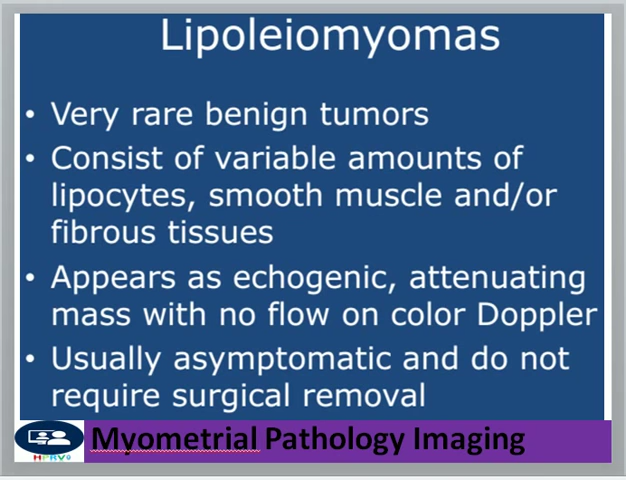 Lipoleiomyomas
• Very rare benign tumors
• Consist of variable amounts of
lipocytes, smooth muscle and/or
fibrous tissues
• Appears as echogenic, attenuating
mass with no flow on color Doppler
• Usually asymptomatic and do not
require surgical removal
Myometrial Pathology Imaging